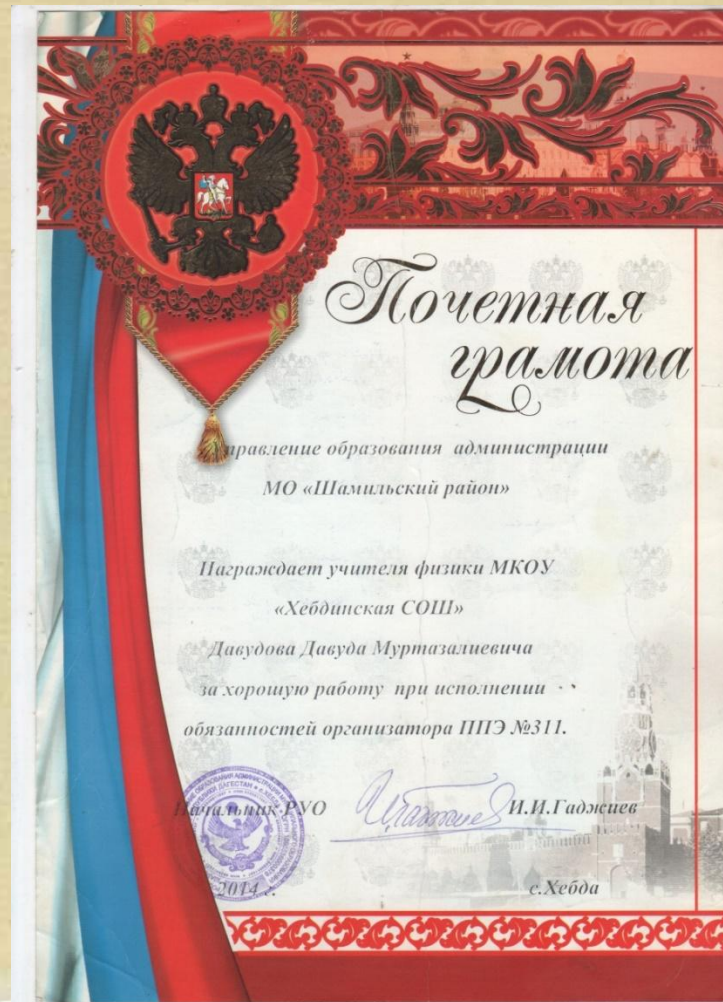 Почетная
грамота
правление образования администрации
МО «Шамильский район»
Награждает учителя физики МКОУ
«Хебдинская СОШ»
Давудова Давуда Муртазалиевича
за хорошую работу при исполнении
обязанностей организатора ППЭ №311.
Начальник РУО И.И.Гаджиев
2014 г. с.Хебда